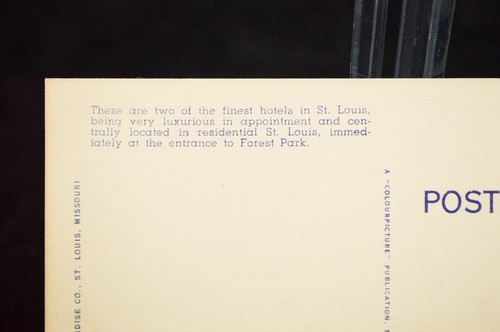 These are two of the finest hotels in St. Louis,
being very luxurious in appointment and cen-
trally located in residential St. Louis, immed-
iately at the entrance to Forest Park.
DISE CO., ST. LOUIS, MISSOURI
A "COLOURPICTURE" PUBLICATION,
POST